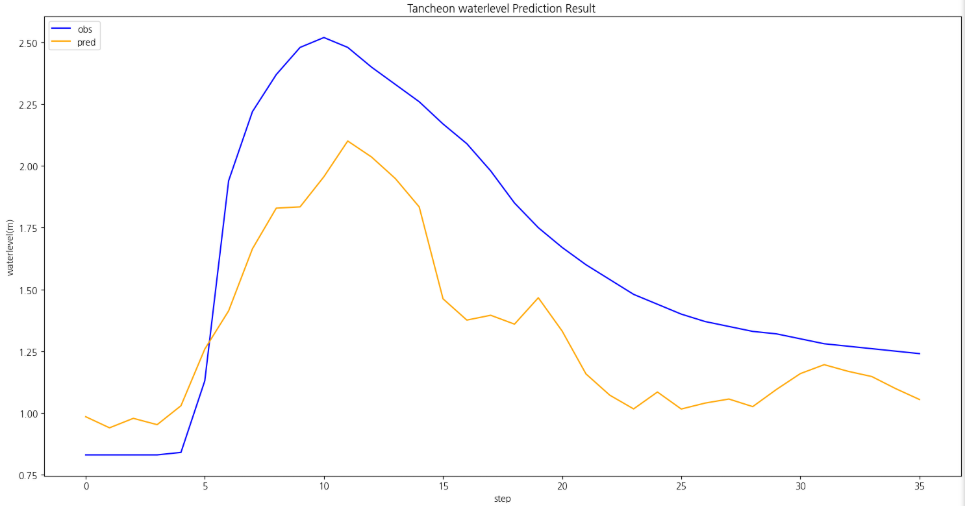 Tancheon waterlevel Prediction Result
obs
pred
2.50
2.25
2.00
1.75
1.50
1.25
1.00
0.75
waterlevel(m)
0 5 10 15 20 25 30 35
step